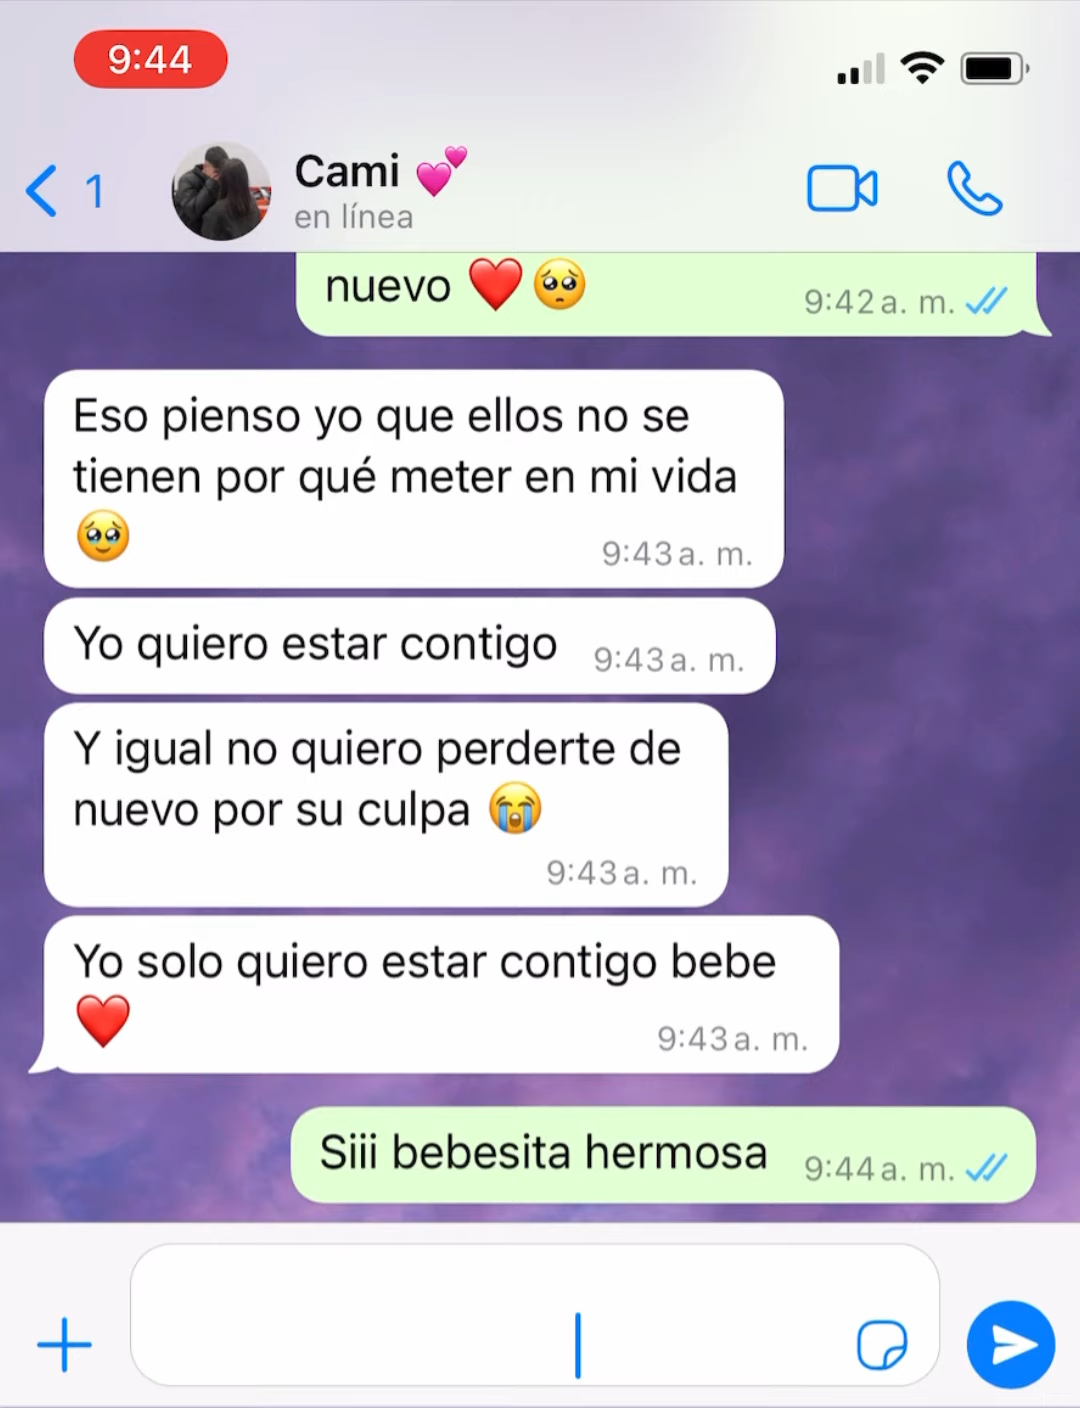 9:44
1
Cami 💕
en línea
nuevo ❤️🥺
9:42 a. m.
Eso pienso yo que ellos no se
tienen por qué meter en mi vida
🥹
9:43 a. m.
Yo quiero estar contigo 9:43 a. m.
Y igual no quiero perderte de
nuevo por su culpa 😭
9:43 a. m.
Yo solo quiero estar contigo bebe
❤️
9:43 a. m.
Siii bebesita hermosa 9:44 a. m.